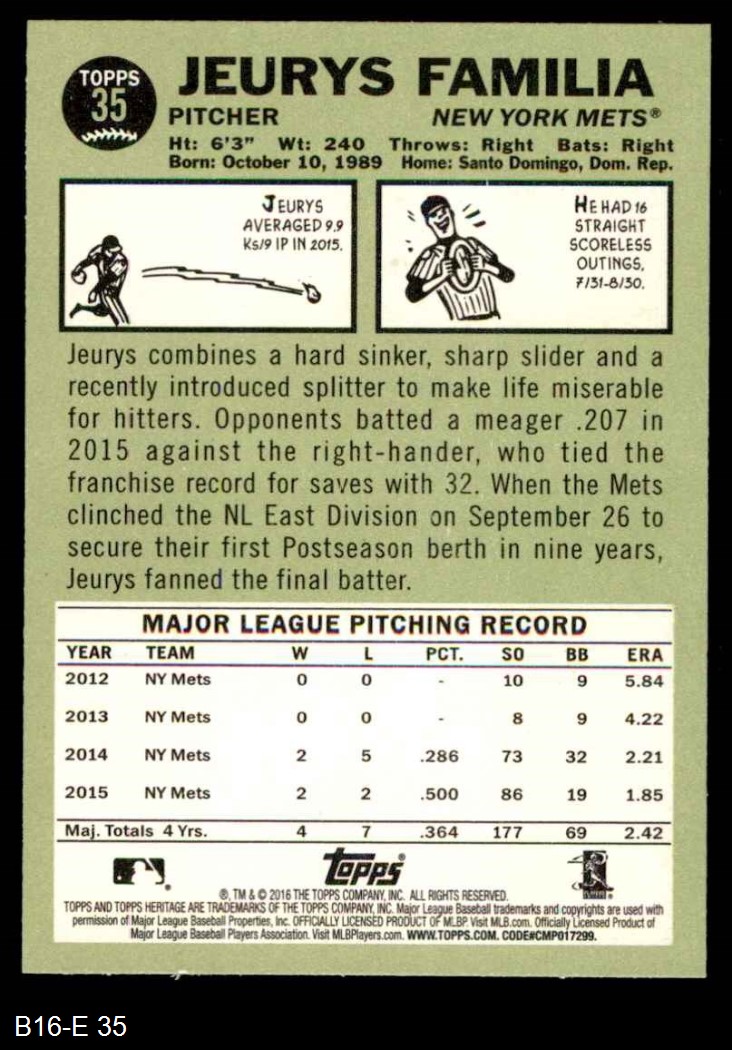 TOPPS
35
JEURYS FAMILIA
PITCHER NEW YORK METS®
Ht: 6'3" Wt: 240 Throws: Right Bats: Right
Born: October 10, 1989 Home: Santo Domingo, Dom. Rep.
JEURYS
AVERAGED 9.9
Ks/9 IP IN 2015.
HE HAD 16
STRAIGHT
SCORELESS
OUTINGS,
7/31-8/30.
Jeurys combines a hard sinker, sharp slider and a
recently introduced splitter to make life miserable
for hitters. Opponents batted a meager .207 in
2015 against the right-hander, who tied the
franchise record for saves with 32. When the Mets
clinched the NL East Division on September 26 to
secure their first Postseason berth in nine years,
Jeurys fanned the final batter.
MAJOR LEAGUE PITCHING RECORD
YEAR TEAM W L PCT. SO BB ERA
2012 NY Mets 0 0 - 10 9 5.84
2013 NY Mets 0 0 - 8 9 4.22
2014 NY Mets 2 5 .286 73 32 2.21
2015 NY Mets 2 2 .500 86 19 1.85
Maj. Totals 4 Yrs. 4 7 .364 177 69 2.42
Topps®
®, TM & © 2016 THE TOPPS COMPANY, INC. ALL RIGHTS RESERVED.
TOPPS AND TOPPS HERITAGE ARE TRADEMARKS OF THE TOPPS COMPANY, INC. Major League Baseball trademarks and copyrights are used with
permission of Major League Baseball Properties, Inc. OFFICIALLY LICENSED PRODUCT OF MLBP. Visit MLB.com. Officially Licensed Product of
Major League Baseball Players Association. Visit MLBPlayers.com. WWW.TOPPS.COM. CODE#CMP017299.
B16-E 35